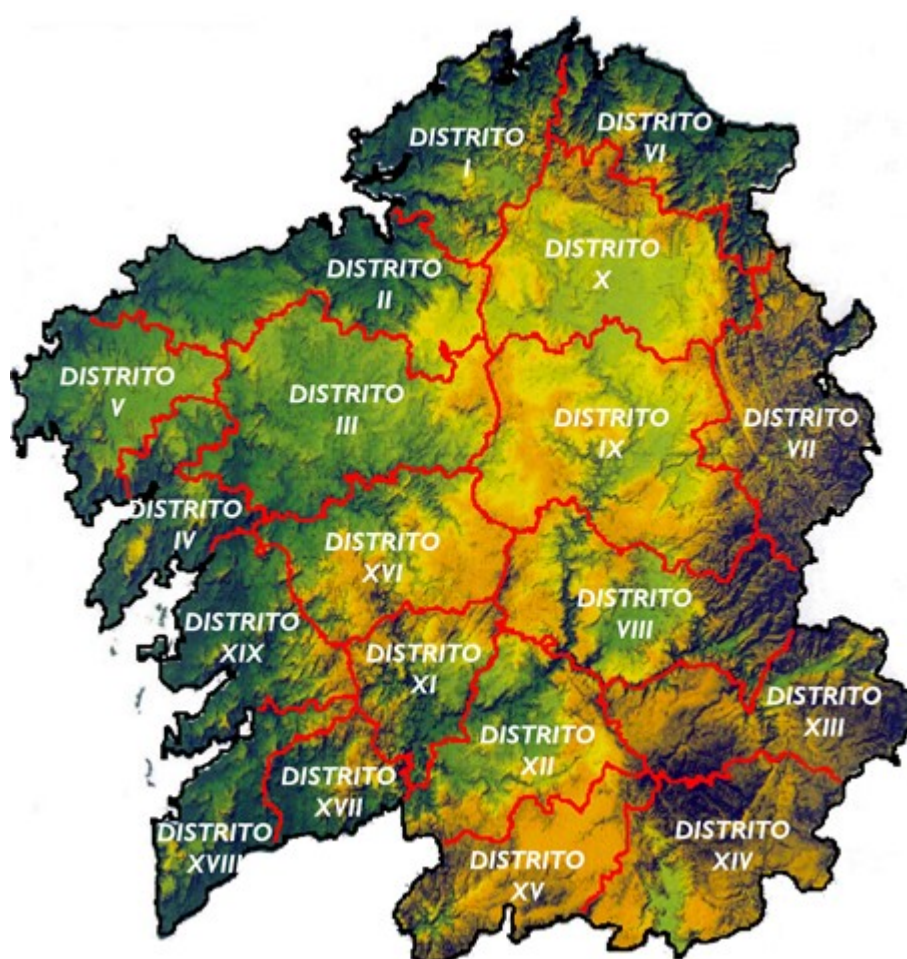 DISTRITO
I
DISTRITO
VI
DISTRITO
X
DISTRITO
II
DISTRITO
V
DISTRITO
III
DISTRITO
IX
DISTRITO
VII
DISTRITO
IV
DISTRITO
XVI
DISTRITO
VIII
DISTRITO
XIX
DISTRITO
XI
DISTRITO
XIII
DISTRITO
XII
DISTRITO
XVII
DISTRITO
XVIII
DISTRITO
XV
DISTRITO
XIV